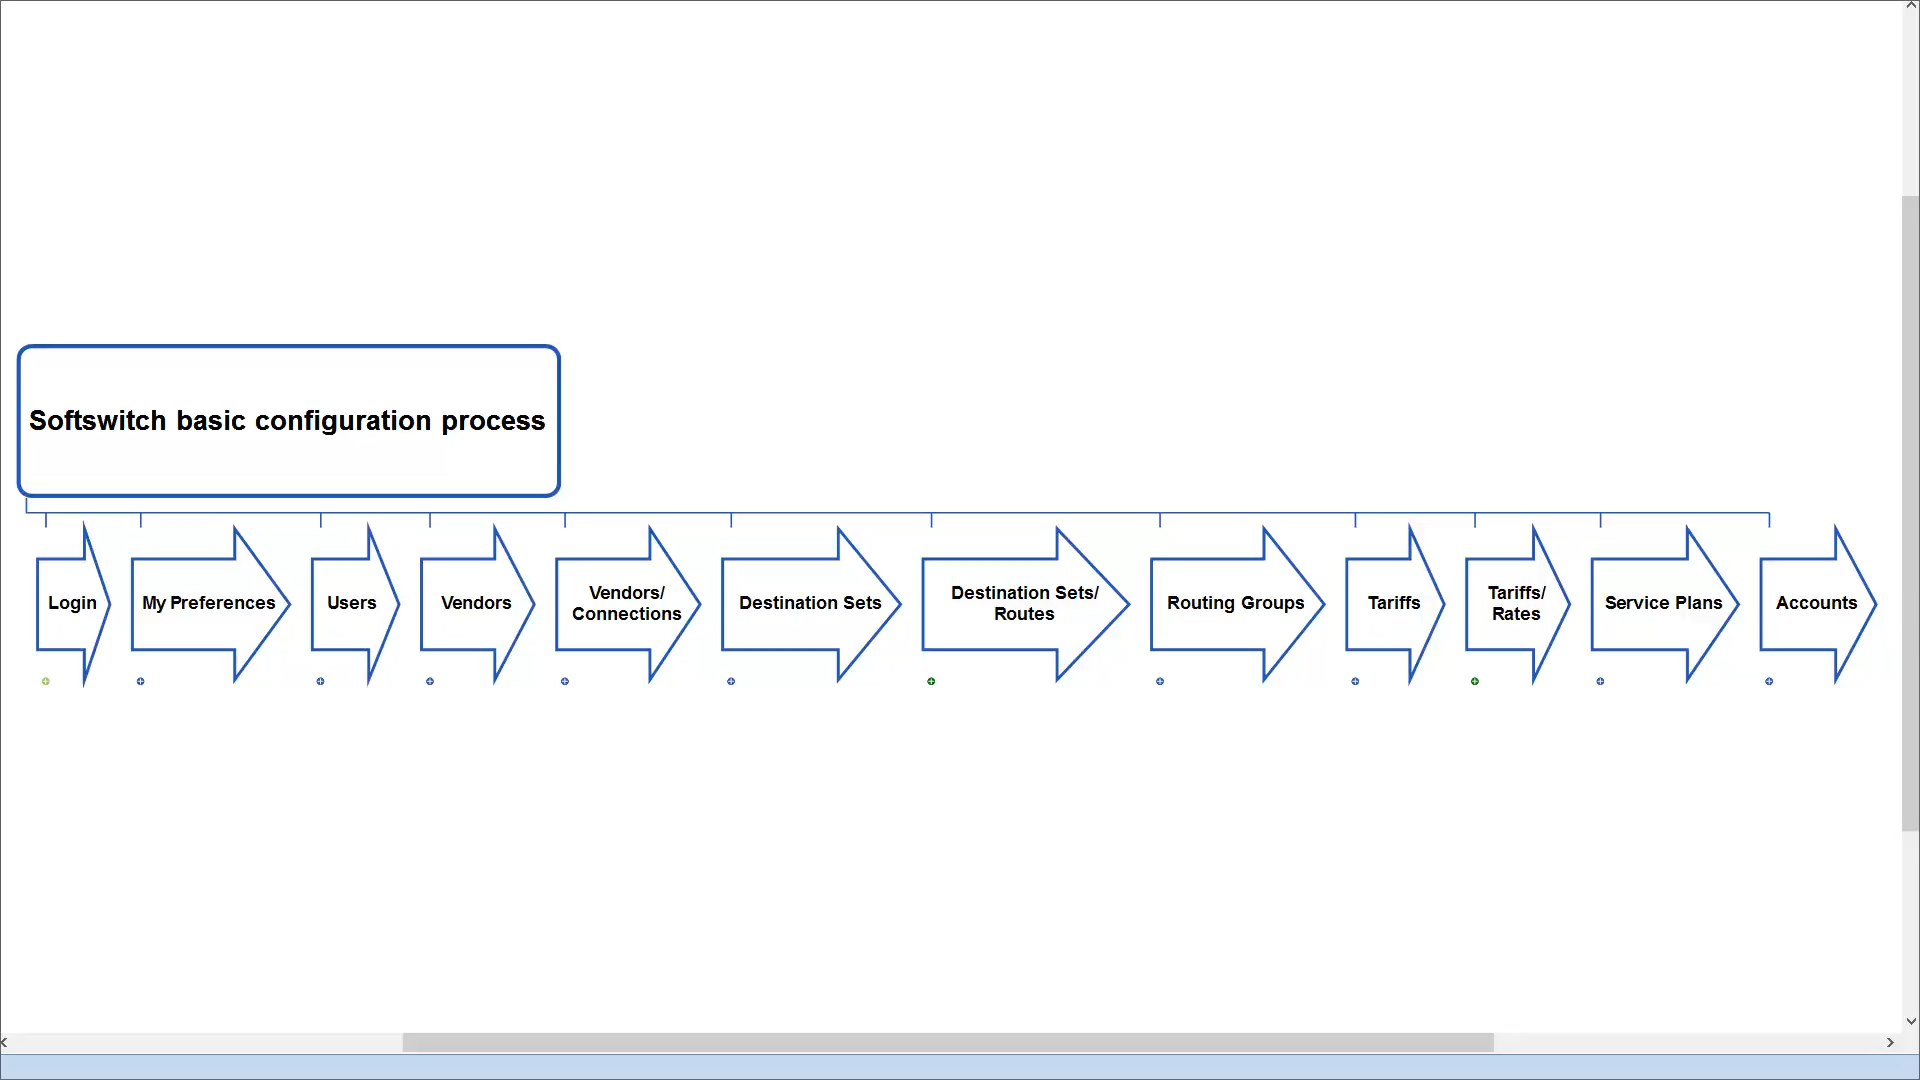 Softswitch basic configuration process
Login
My Preferences
Users
Vendors
Vendors/
Connections
Destination Sets
Destination Sets/
Routes
Routing Groups
Tariffs
Tariffs/
Rates
Service Plans
Accounts